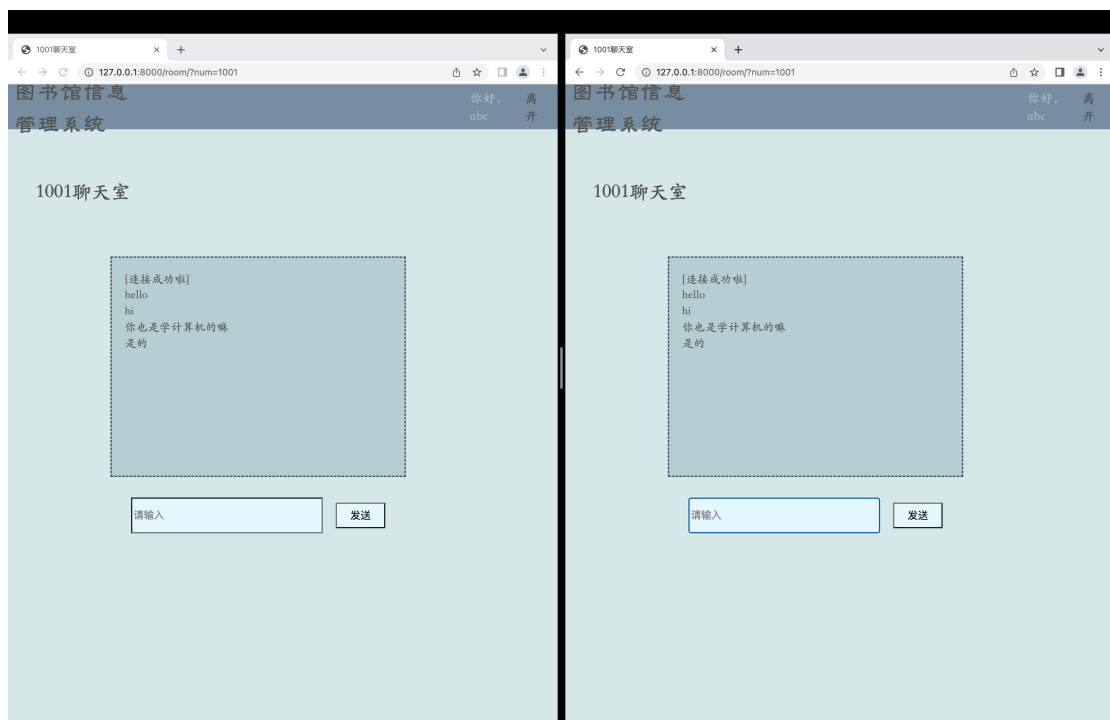 1001聊天室
127.0.0.1:8000/room/?num=1001
图书馆信息
管理系统
你好，
abc
离
开
1001聊天室
[连接成功啦]
hello
hi
你也是学计算机的嘛
是的
请输入
发送
1001聊天室
127.0.0.1:8000/room/?num=1001
图书馆信息
管理系统
你好，
abc
离
开
1001聊天室
[连接成功啦]
hello
hi
你也是学计算机的嘛
是的
请输入
发送